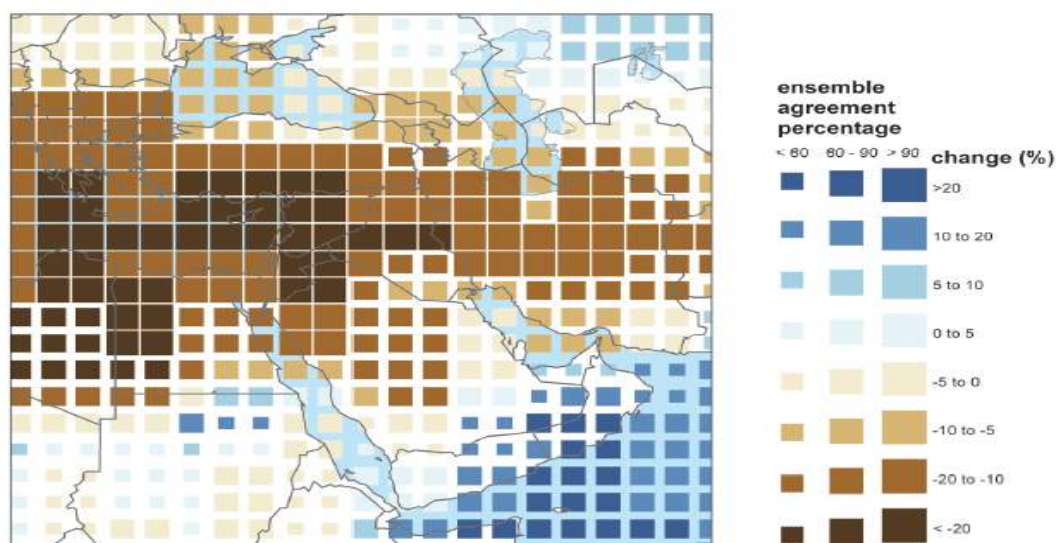 ensemble
agreement
percentage
< 60 60 - 90 > 90 change (%)
>20
10 to 20
5 to 10
0 to 5
-5 to 0
-10 to -5
-20 to -10
< -20